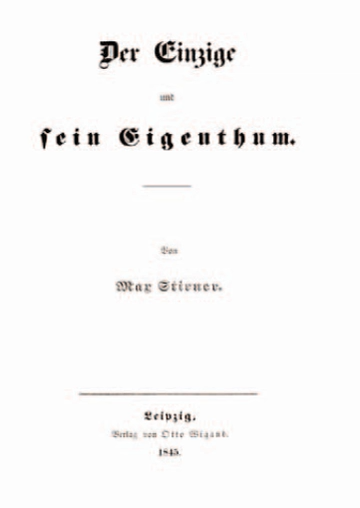 Der Einzige
und
sein Eigenthum.
Von
Max Stirner.
Leipzig,
Verlag von Otto Wigand.
1845.